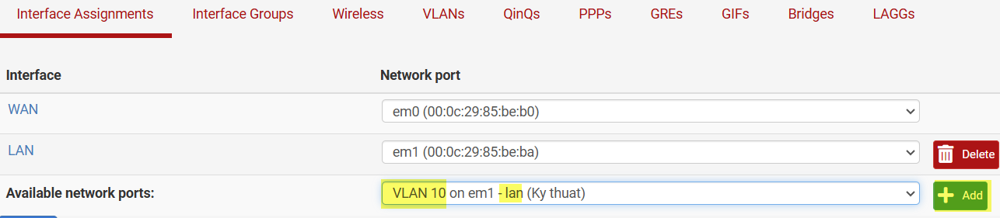 Interface Assignments Interface Groups Wireless VLANs QinQs PPPs GREs GIFs Bridges LAGGs
Interface Network port
WAN em0 (00:0c:29:85:be:b0)
LAN em1 (00:0c:29:85:be:ba) Delete
Available network ports: VLAN 10 on em1 - lan (Ky thuat) Add